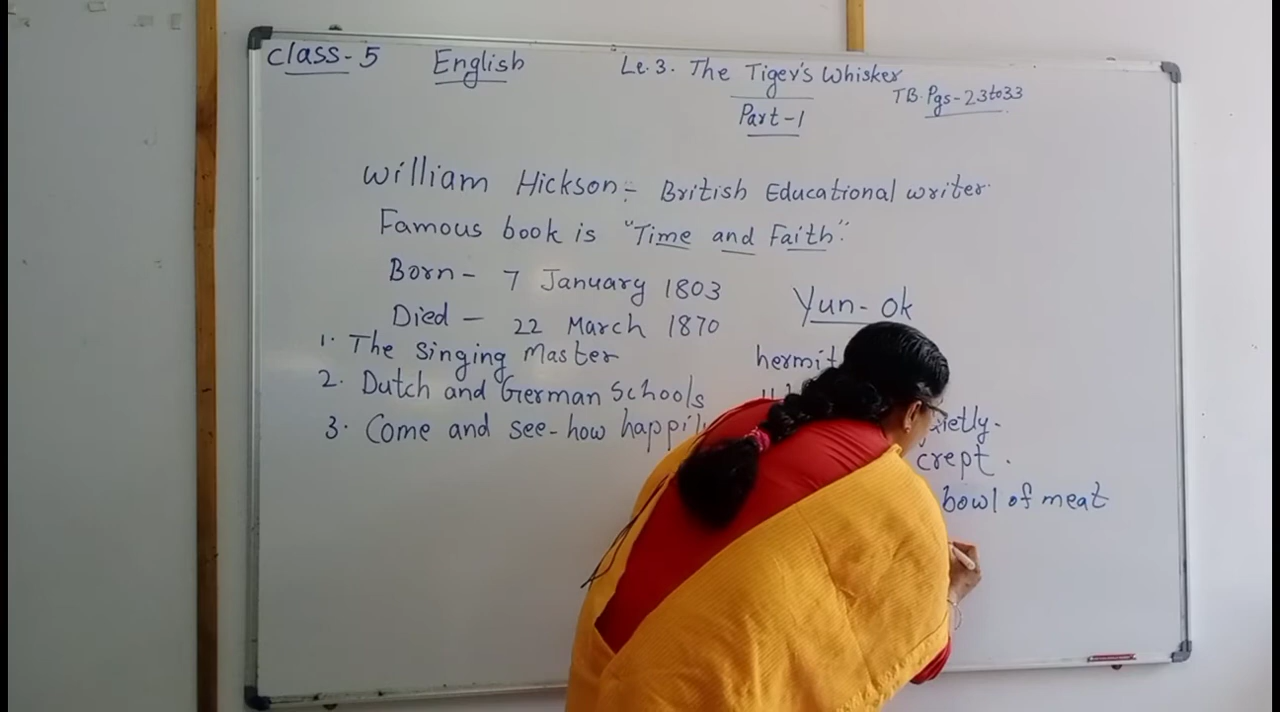 Class-5 English Le.3. The Tiger's Whisker
TB.Pgs-23to33
Part-1
William Hickson:- British Educational writer.
Famous book is "Time and Faith".
Born- 7 January 1803
Died - 22 March 1870
1. The Singing Master
2. Dutch and German Schools
3. Come and see-how
Yun-ok
hermit
crept.
bowl of meat